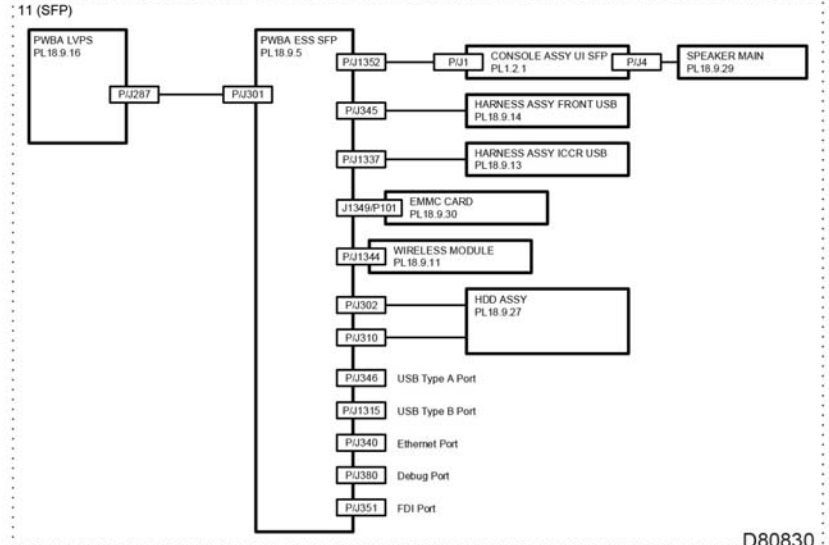 11 (SFP)
PWBA LVPS
PL18.9.16
P/J287
P/J301
PWBA ESS SFP
PL18.9.5
P/J1352
P/J1
CONSOLE ASSY UI SFP
PL1.2.1
P/J4
SPEAKER MAIN
PL18.9.29
P/J345
HARNESS ASSY FRONT USB
PL18.9.14
P/J1337
HARNESS ASSY ICCR USB
PL18.9.13
J1349/P101
EMMC CARD
PL18.9.30
P/J1344
WIRELESS MODULE
PL18.9.11
P/J302
HDD ASSY
PL18.9.27
P/J310
P/J346 USB Type A Port
P/J1315 USB Type B Port
P/J340 Ethernet Port
P/J380 Debug Port
P/J351 FDI Port
D80830